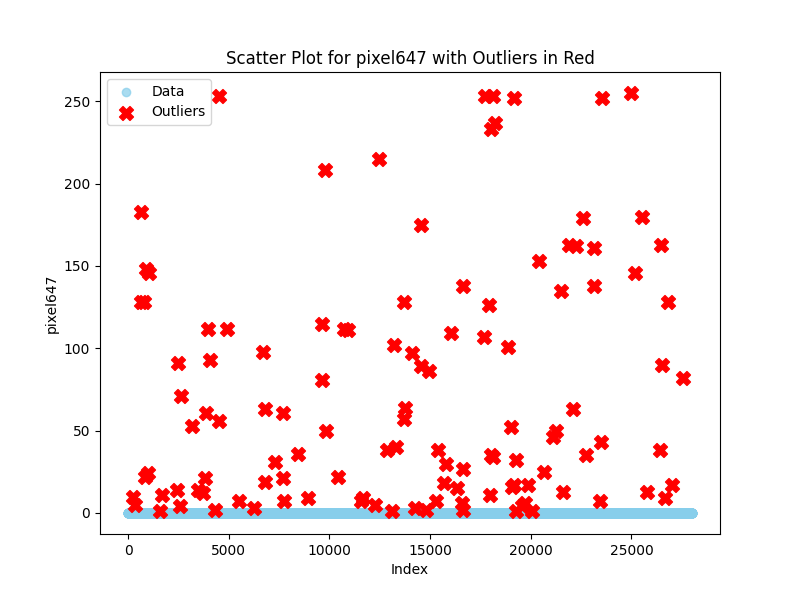 Scatter Plot for pixel647 with Outliers in Red
Data
Outliers
250
200
150
100
50
0
pixel647
0 5000 10000 15000 20000 25000
Index